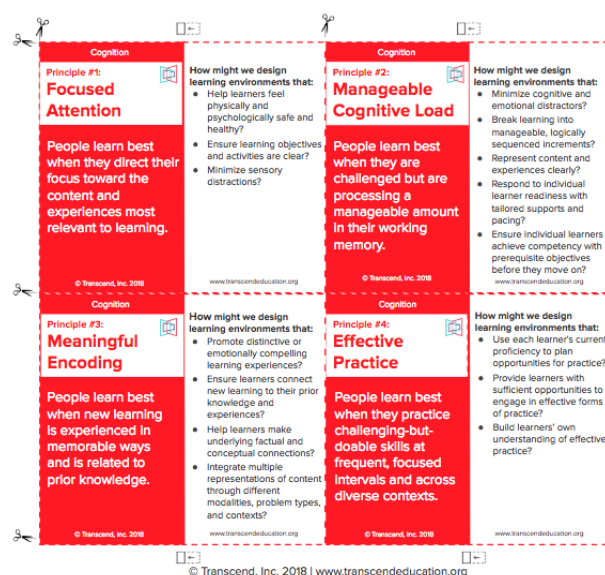 Cognition
Principle #1:
Focused
Attention
People learn best
when they direct their
focus toward the
content and
experiences most
relevant to learning.
© Transcend, Inc. 2018
How might we design
learning environments that:
● Help learners feel
physically and
psychologically safe and
healthy?
● Ensure learning objectives
and activities are clear?
● Minimize sensory
distractions?
www.transcendeducation.org
Cognition
Principle #2:
Manageable
Cognitive Load
People learn best
when they are
challenged but are
processing a
manageable amount
in their working
memory.
© Transcend, Inc. 2018
How might we design
learning environments that:
● Minimize cognitive and
emotional distractors?
● Break learning into
manageable, logically
sequenced increments?
● Represent content and
experiences clearly?
● Respond to individual
learner readiness with
tailored supports and
pacing?
● Ensure individual learners
achieve competency with
prerequisite objectives
before they move on?
www.transcendeducation.org
Cognition
Principle #3:
Meaningful
Encoding
People learn best
when new learning
is experienced in
memorable ways
and is related to
prior knowledge.
© Transcend, Inc. 2018
How might we design
learning environments that:
● Promote distinctive or
emotionally compelling
learning experiences?
● Ensure learners connect
new learning to their prior
knowledge and
experiences?
● Help learners make
underlying factual and
conceptual connections?
● Integrate multiple
representations of content
through different
modalities, problem types,
and contexts?
www.transcendeducation.org
Cognition
Principle #4:
Effective
Practice
People learn best
when they practice
challenging-but-
doable skills at
frequent, focused
intervals and across
diverse contexts.
© Transcend, Inc. 2018
How might we design
learning environments that:
● Use each learner's current
proficiency to plan
opportunities for practice?
● Provide learners with
sufficient opportunities to
engage in effective forms
of practice?
● Build learners' own
understanding of effective
practice?
www.transcendeducation.org
© Transcend, Inc. 2018 | www.transcendeducation.org